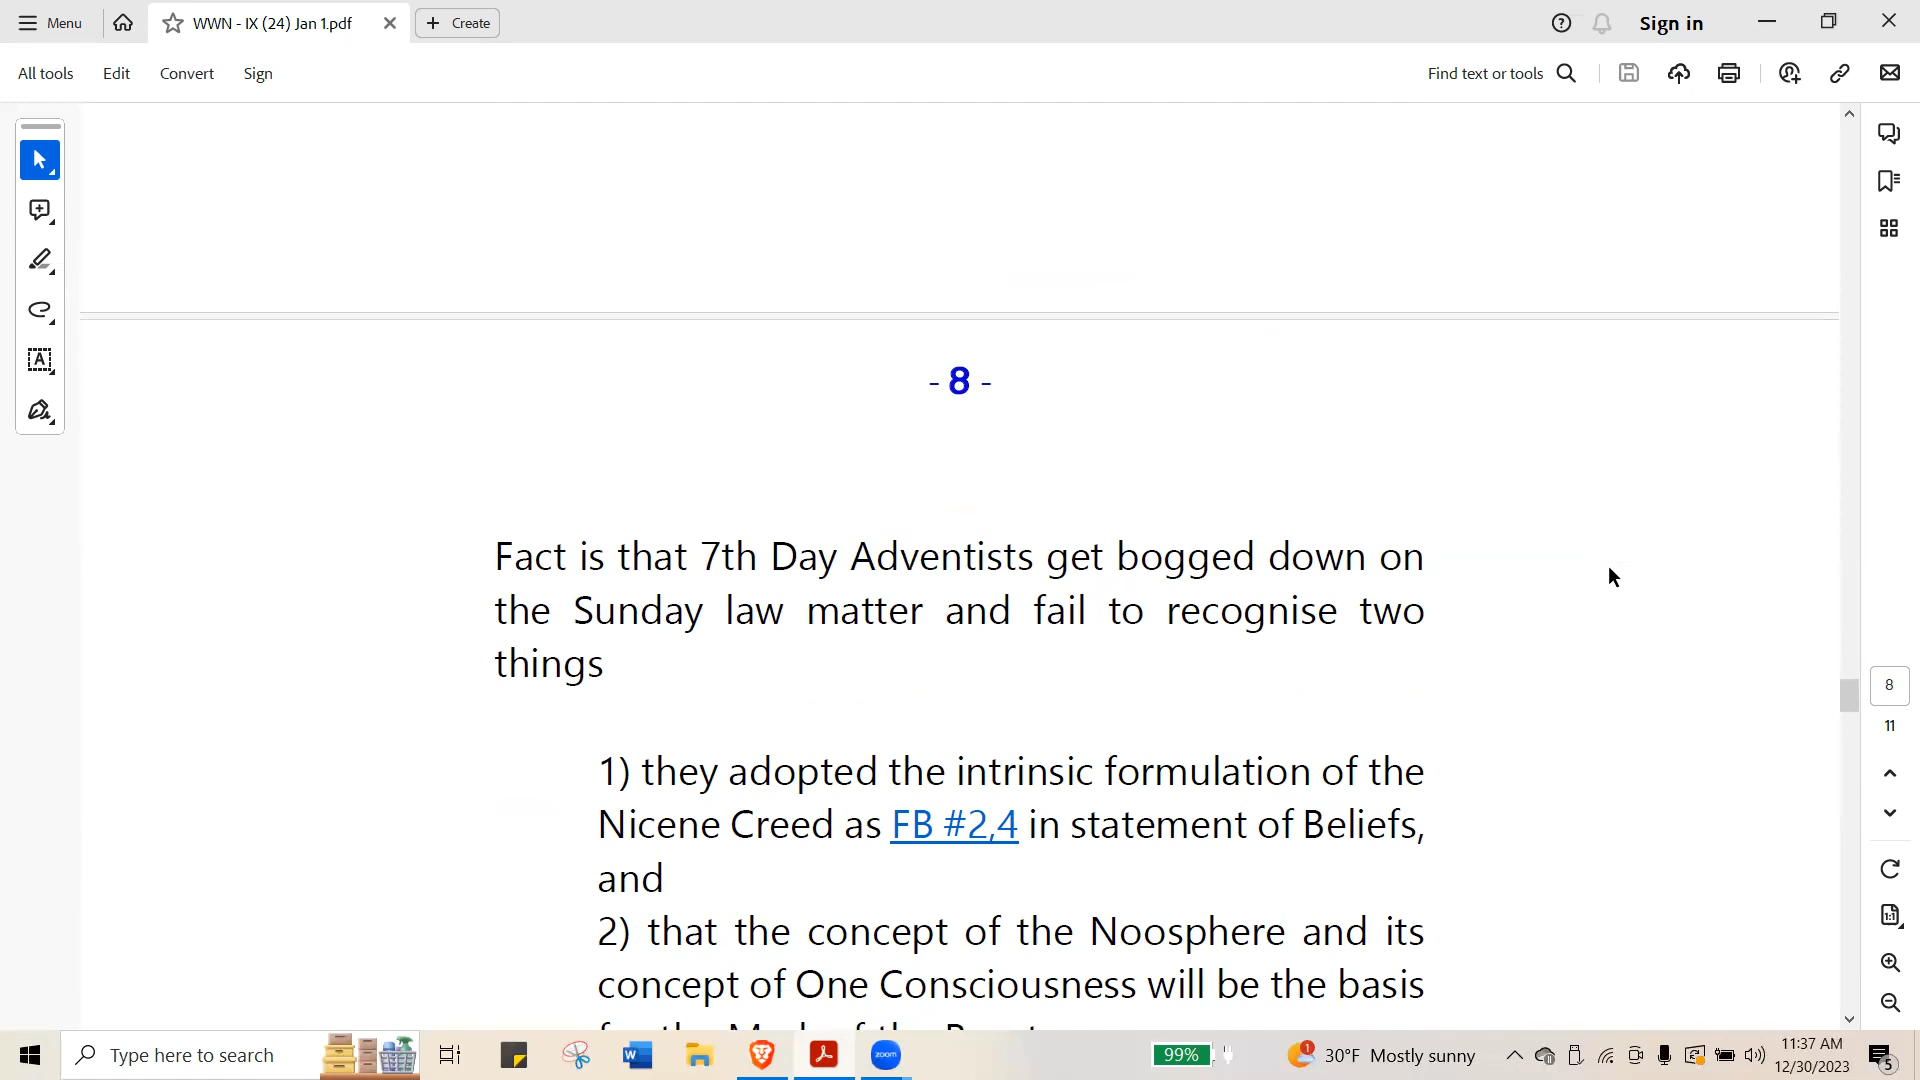 Menu
WWN - IX (24) Jan 1.pdf
Create
Sign in
All tools
Edit
Convert
Sign
Find text or tools
- 8 -
Fact is that 7th Day Adventists get bogged down on
the Sunday law matter and fail to recognise two
things
1) they adopted the intrinsic formulation of the
Nicene Creed as FB #2,4 in statement of Beliefs,
and
2) that the concept of the Noosphere and its
concept of One Consciousness will be the basis
8
11
Type here to search
zoom
99%
1
30°F Mostly sunny
11:37 AM
12/30/2023
5